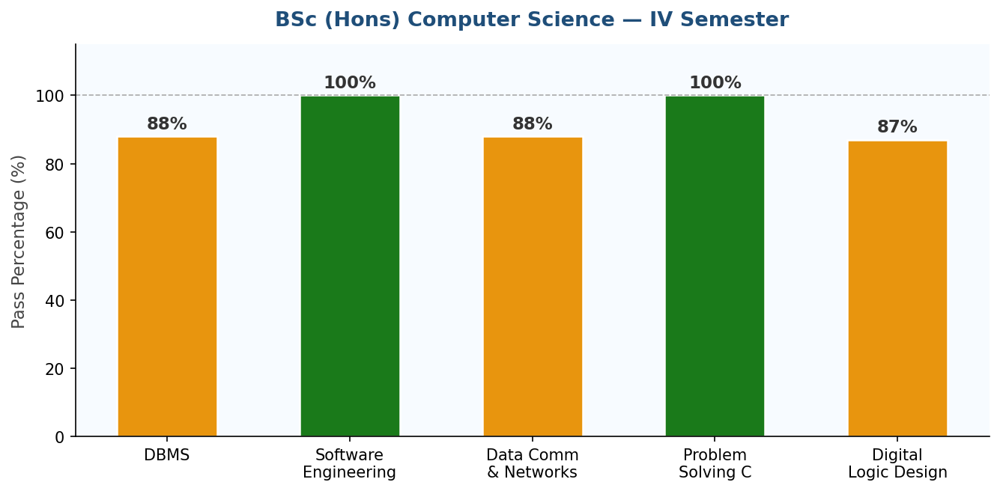 BSc (Hons) Computer Science — IV Semester
Pass Percentage (%)
100
80
60
40
20
0
88%
100%
88%
100%
87%
DBMS
Software
Engineering
Data Comm
& Networks
Problem
Solving C
Digital
Logic Design